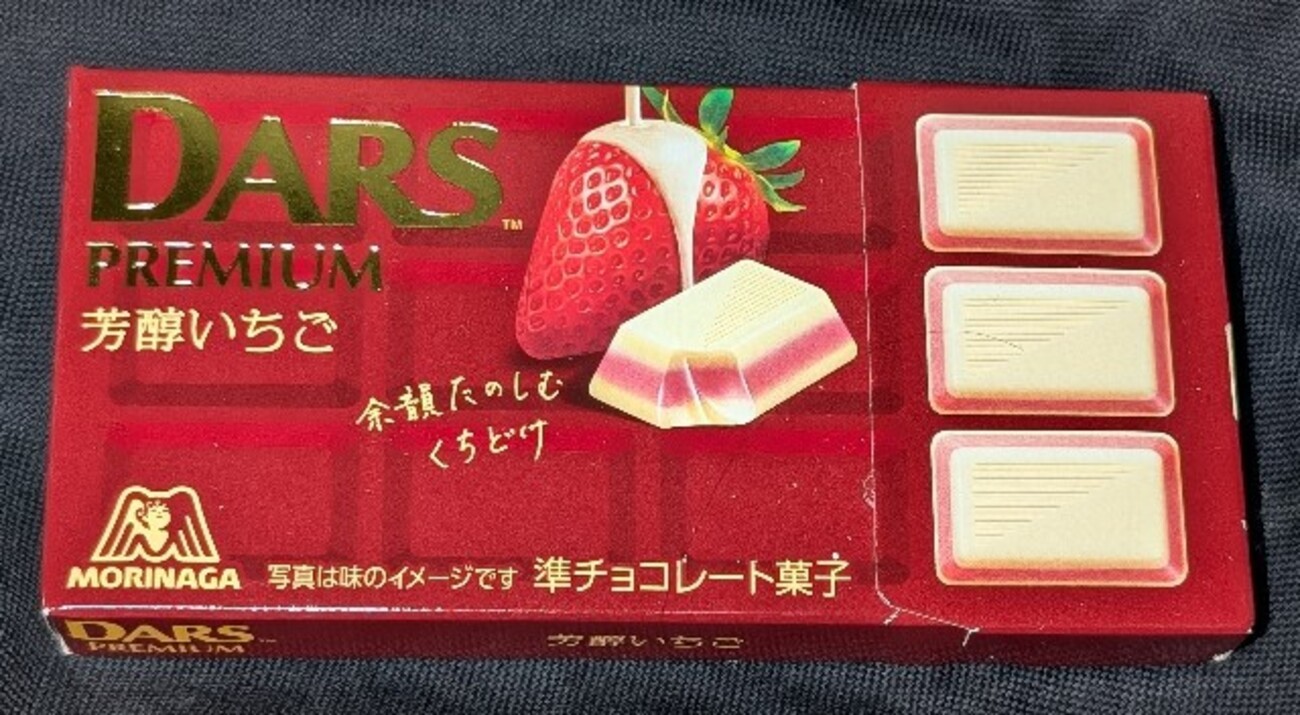 DARS™
PREMIUM
芳醇いちご
余韻たのしむ
くちどけ
MORINAGA
写真は味のイメージです 準チョコレート菓子
DARS™
PREMIUM
芳醇いちご